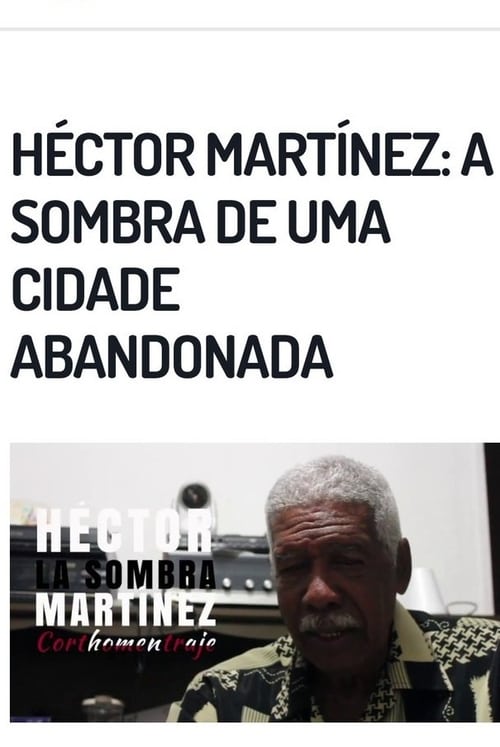 HÉCTOR MARTÍNEZ: A
SOMBRA DE UMA
CIDADE
ABANDONADA
HÉCTOR
LA SOMBRA
MARTÍNEZ
Corthomentraje